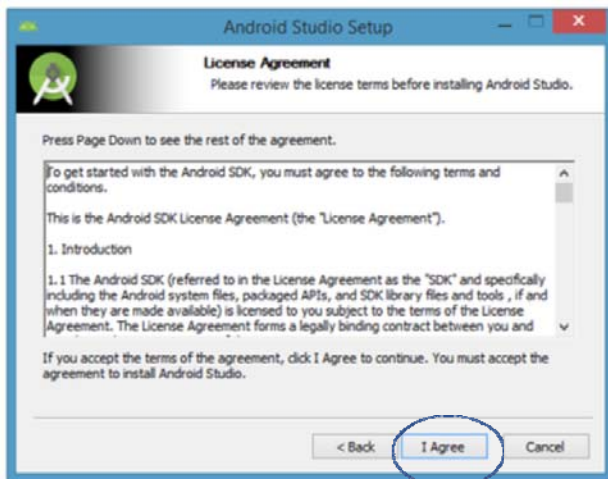 Android Studio Setup
License Agreement
Please review the license terms before installing Android Studio.
Press Page Down to see the rest of the agreement.
To get started with the Android SDK, you must agree to the following terms and
conditions.
This is the Android SDK License Agreement (the "License Agreement").
1. Introduction
1.1 The Android SDK (referred to in the License Agreement as the "SDK" and specifically
including the Android system files, packaged APIs, and SDK library files and tools , if and
when they are made available) is licensed to you subject to the terms of the License
Agreement. The License Agreement forms a legally binding contract between you and
If you accept the terms of the agreement, click I Agree to continue. You must accept the
agreement to install Android Studio.
< Back
I Agree
Cancel